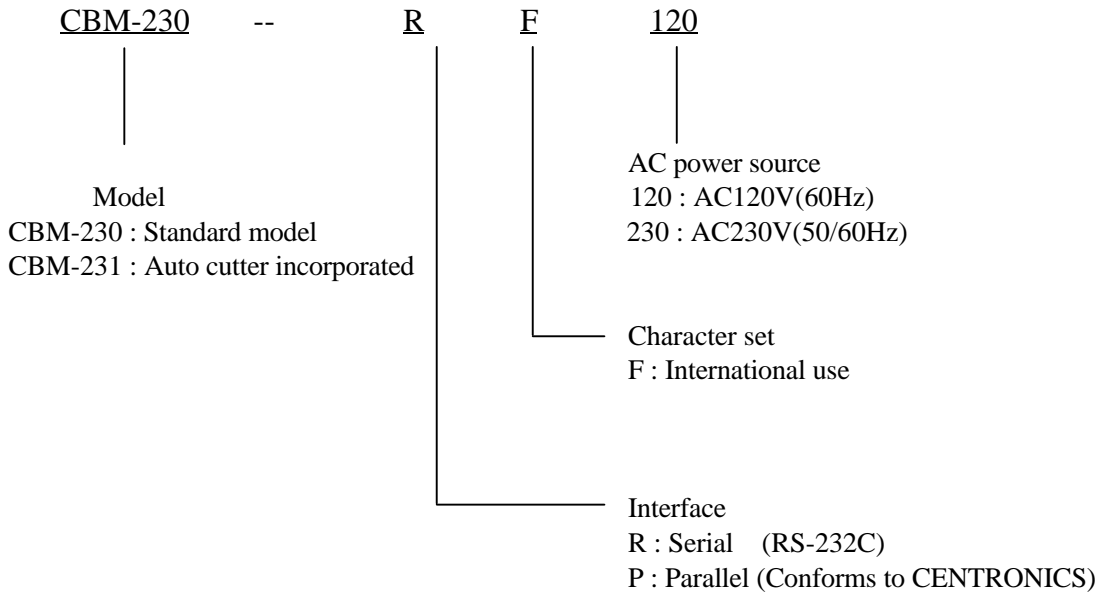 CBM-230 -- R F 120
AC power source
120 : AC120V(60Hz)
230 : AC230V(50/60Hz)
Model
CBM-230 : Standard model
CBM-231 : Auto cutter incorporated
Character set
F : International use
Interface
R : Serial (RS-232C)
P : Parallel (Conforms to CENTRONICS)